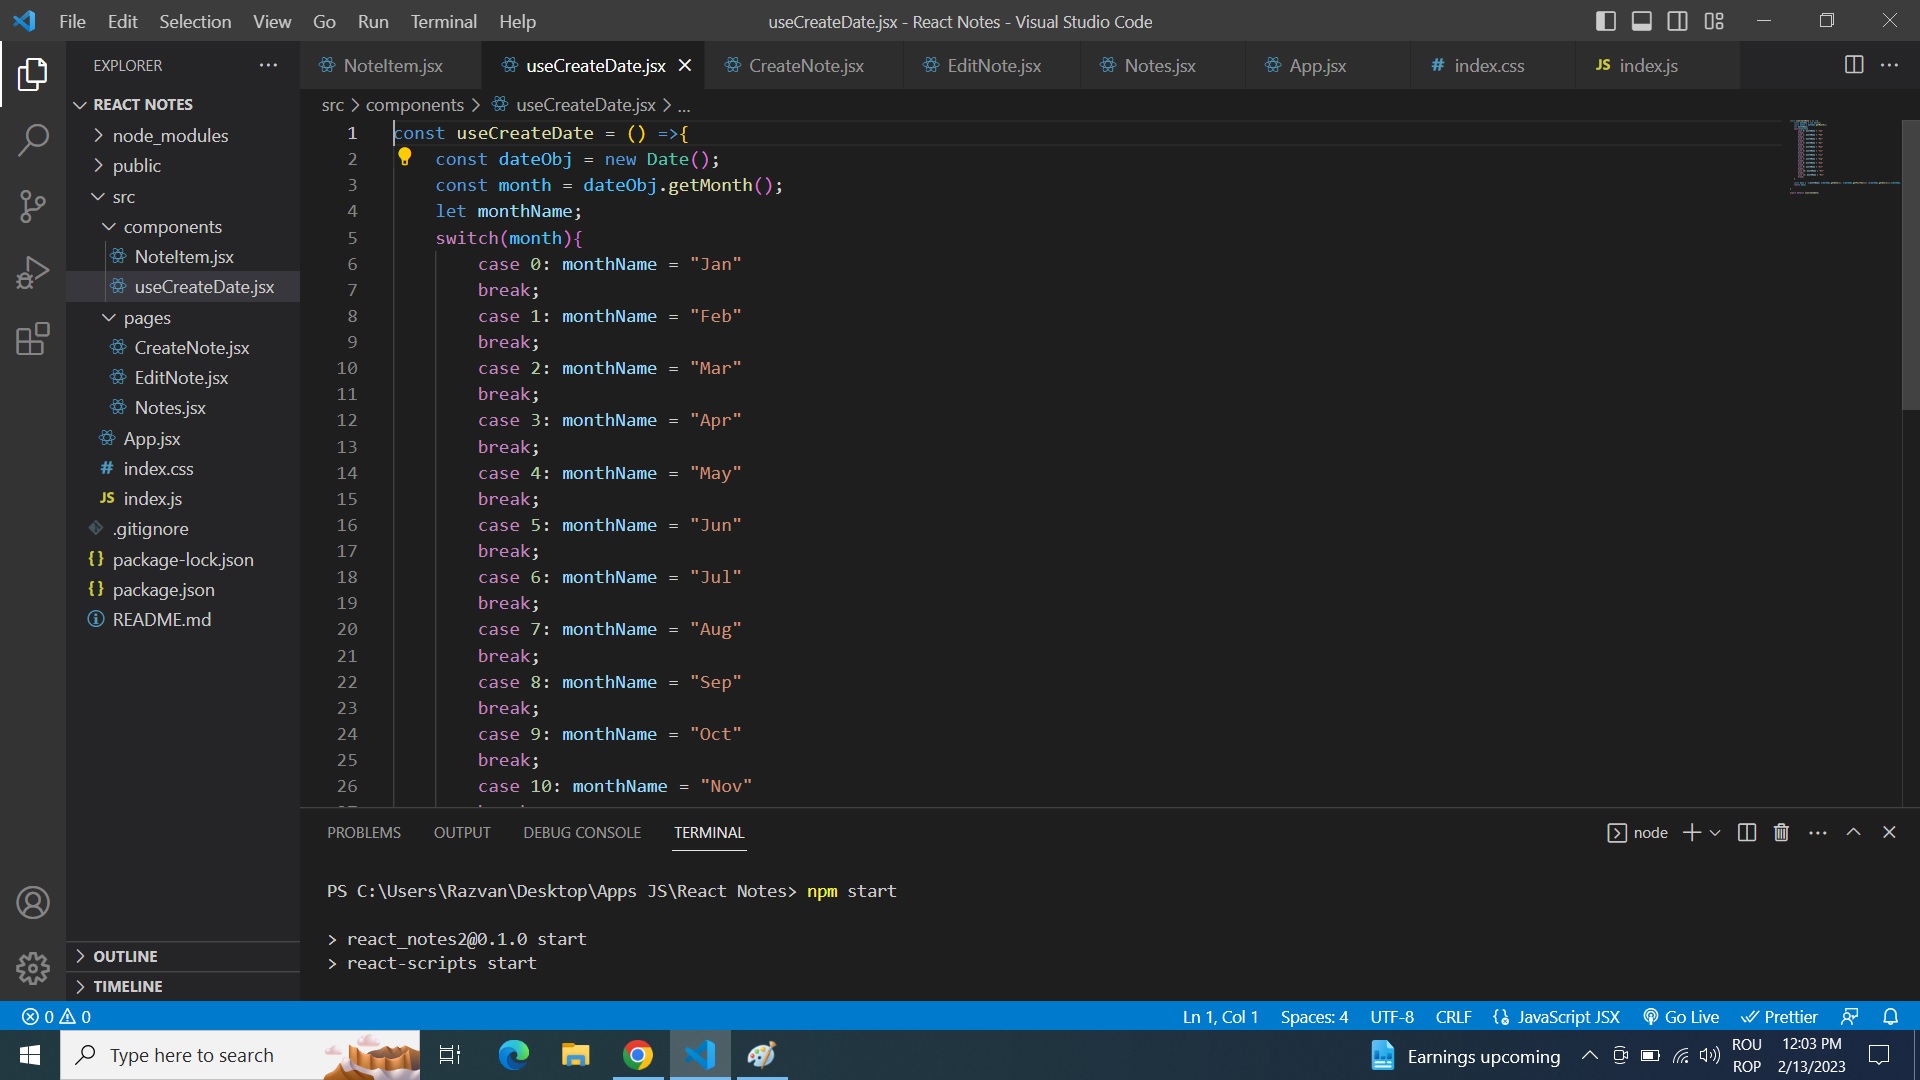 File Edit Selection View Go Run Terminal Help
useCreateDate.jsx - React Notes - Visual Studio Code
EXPLORER
REACT NOTES
node_modules
public
src
components
NoteItem.jsx
useCreateDate.jsx
pages
CreateNote.jsx
EditNote.jsx
Notes.jsx
App.jsx
# index.css
JS index.js
.gitignore
{} package-lock.json
{} package.json
README.md
OUTLINE
TIMELINE
NoteItem.jsx useCreateDate.jsx CreateNote.jsx EditNote.jsx Notes.jsx App.jsx # index.css JS index.js
src > components > useCreateDate.jsx > ...
1 const useCreateDate = () =>{
2 const dateObj = new Date();
3 const month = dateObj.getMonth();
4 let monthName;
5 switch(month){
6 case 0: monthName = "Jan"
7 break;
8 case 1: monthName = "Feb"
9 break;
10 case 2: monthName = "Mar"
11 break;
12 case 3: monthName = "Apr"
13 break;
14 case 4: monthName = "May"
15 break;
16 case 5: monthName = "Jun"
17 break;
18 case 6: monthName = "Jul"
19 break;
20 case 7: monthName = "Aug"
21 break;
22 case 8: monthName = "Sep"
23 break;
24 case 9: monthName = "Oct"
25 break;
26 case 10: monthName = "Nov"
PROBLEMS OUTPUT DEBUG CONSOLE TERMINAL
node
PS C:\Users\Razvan\Desktop\Apps JS\React Notes> npm start
> react_notes2@0.1.0 start
> react-scripts start
0 0
Ln 1, Col 1 Spaces: 4 UTF-8 CRLF JavaScript JSX Go Live Prettier
Type here to search
Earnings upcoming
ROU
ROP
12:03 PM
2/13/2023